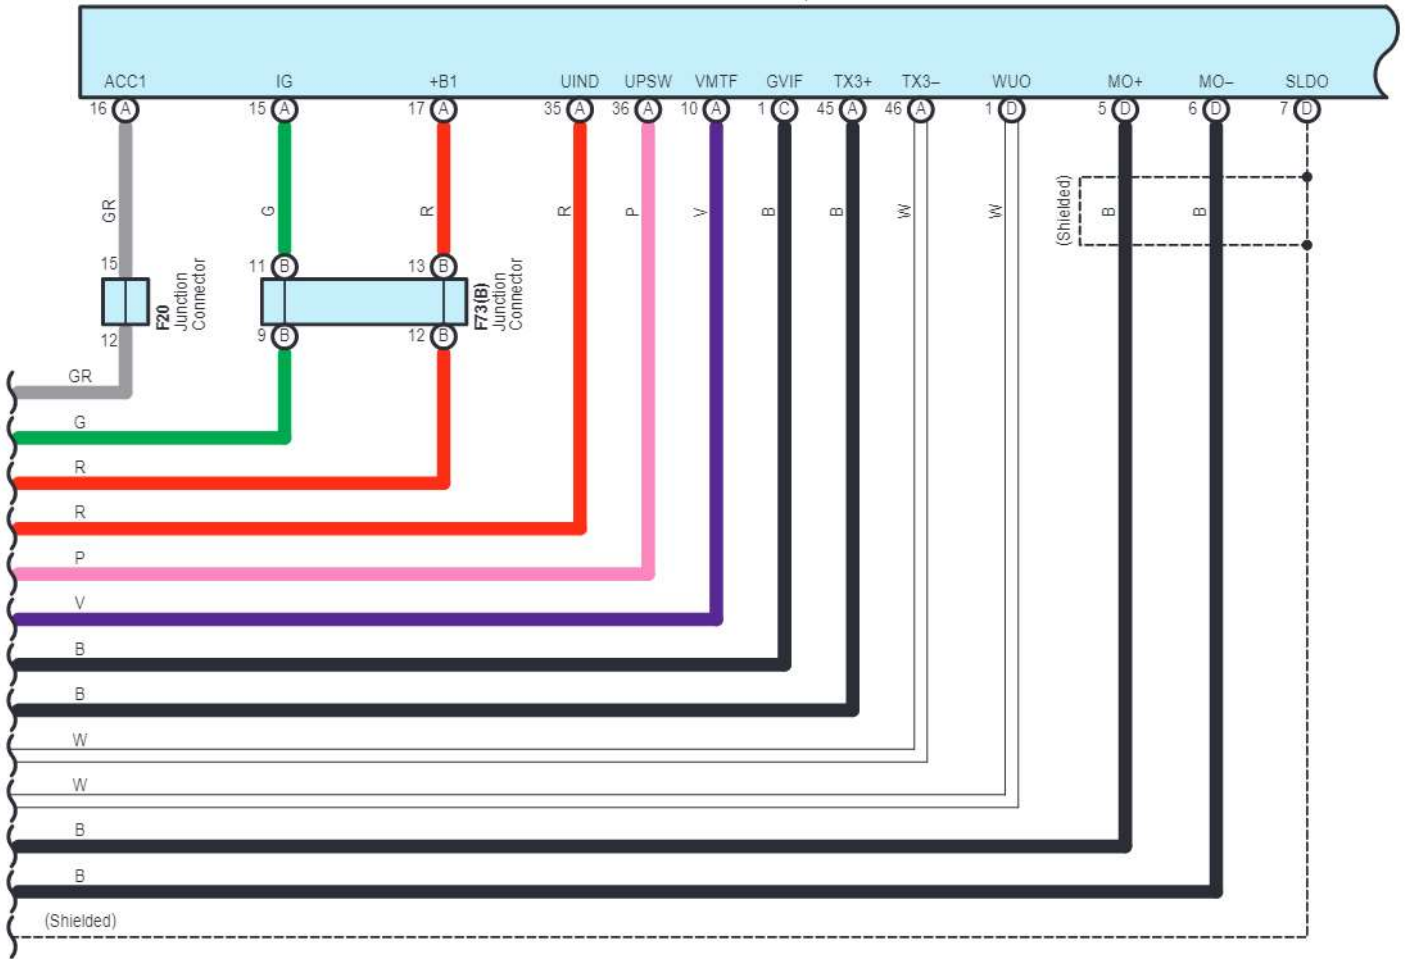 ACC1 IG +B1 UIND UPSW VMTF GVIF TX3+ TX3– WUO MO+ MO– SLDO
16 A 15 A 17 A 35 A 36 A 10 A 1 C 45 A 46 A 1 D 5 D 6 D 7 D
GR G R R P V B B W W (Shielded) B B
15 11 B 13 B
F20
Junction
Connector
F73(B)
Junction
Connector
12 9 B 12 B
GR
G
R
R
P
V
B
B
W
W
B
B
(Shielded)